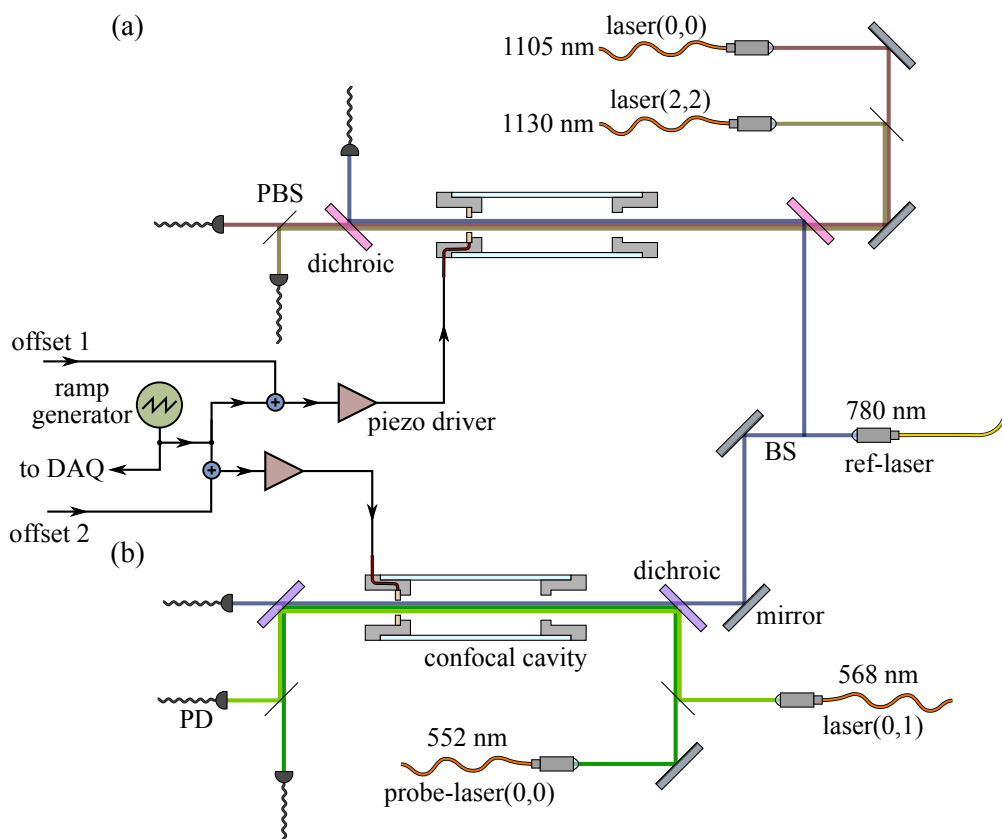 (a)
laser(0,0)
1105 nm
laser(2,2)
1130 nm
PBS
dichroic
offset 1
ramp
generator
piezo driver
to DAQ
offset 2
780 nm
BS
ref-laser
(b)
dichroic
mirror
confocal cavity
PD
568 nm
laser(0,1)
552 nm
probe-laser(0,0)